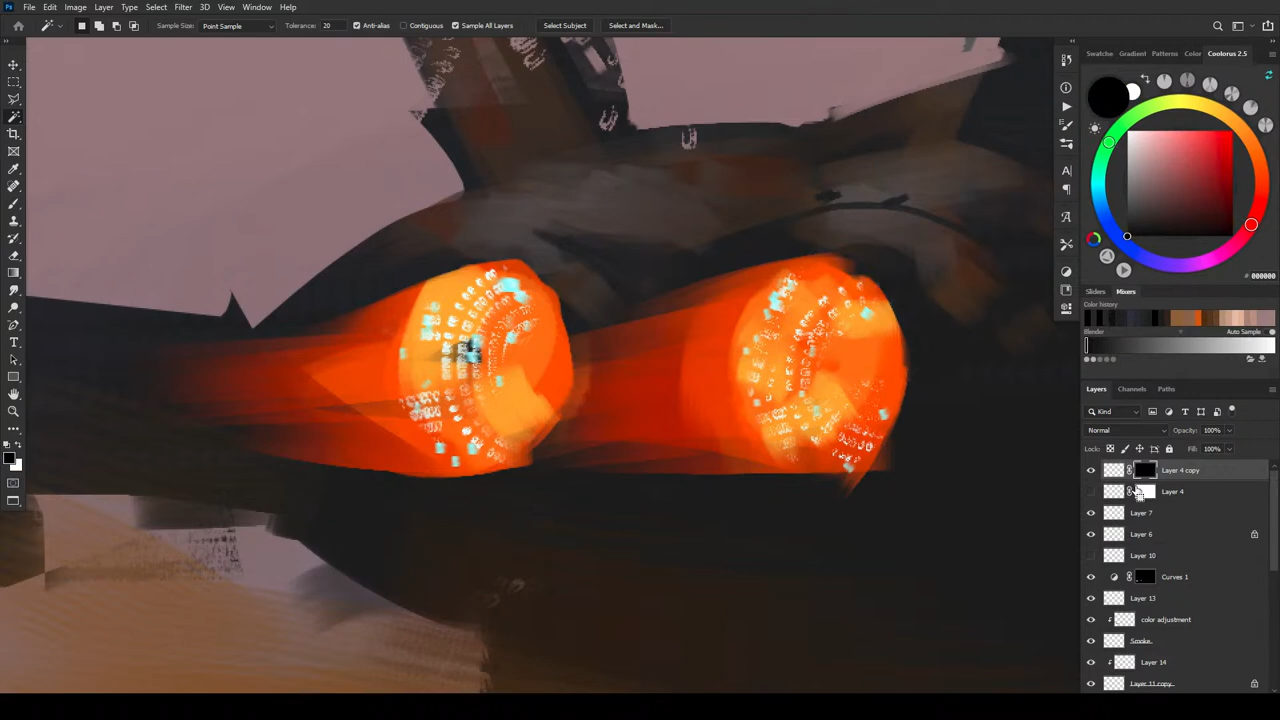 Ps File Edit Image Layer Type Select Filter 3D View Window Help
Sample Size: Point Sample Tolerance: 20 Anti-alias Contiguous Sample All Layers Select Subject Select and Mask...
Swatche Gradient Patterns Color Coolorus 2.5
# 000000
Sliders Mixers
Color history
Blender Auto Sample
Layers Channels Paths
Kind
Normal Opacity: 100%
Lock: Fill: 100%
Layer 4 copy
Layer 4
Layer 7
Layer 6
Layer 10
Curves 1
Layer 13
color adjustment
Smoke
Layer 14
Layer 11 copy